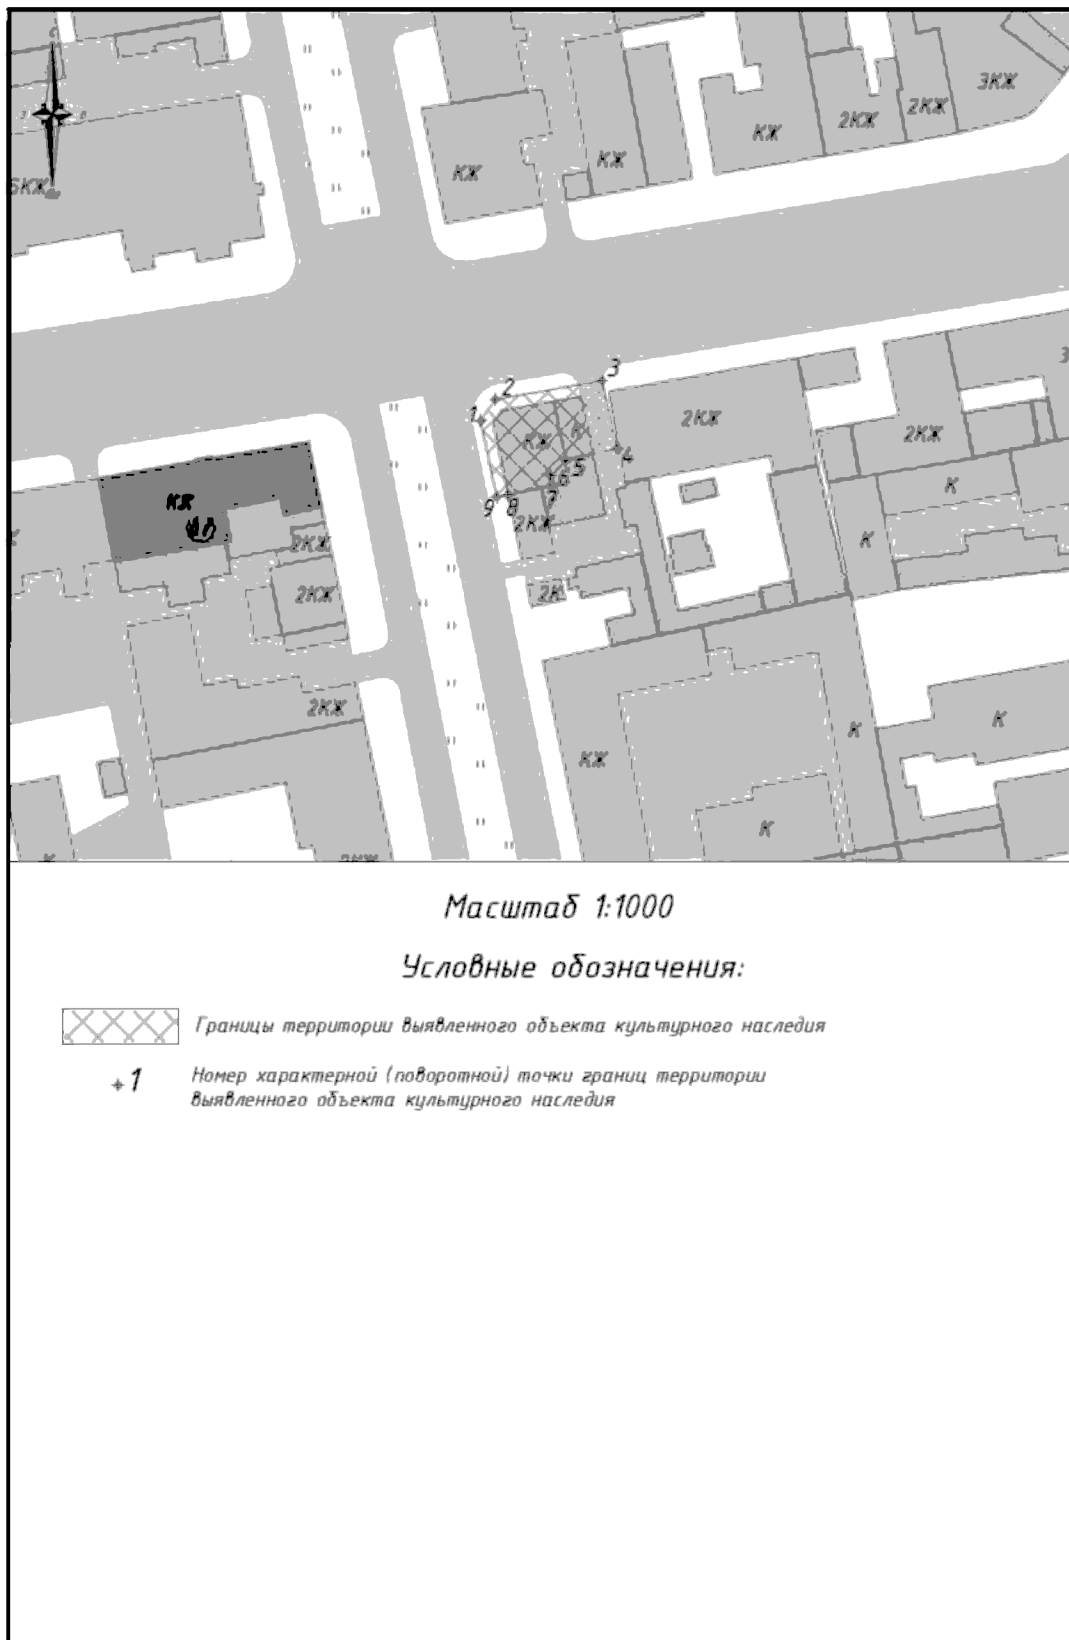 С
КЖ
КЖ
КЖ
2КЖ
2КЖ
3КЖ
5КЖ
3
2
1
КЖ
К
2КЖ
4
5
6
7
9 8
2КЖ
2КЖ
К
К
2КЖ
2КЖ
2К
2КЖ
КЖ
К
К
К
Масштаб 1:1000
Условные обозначения:
Границы территории выявленного объекта культурного наследия
1
Номер характерной (поворотной) точки границ территории
выявленного объекта культурного наследия